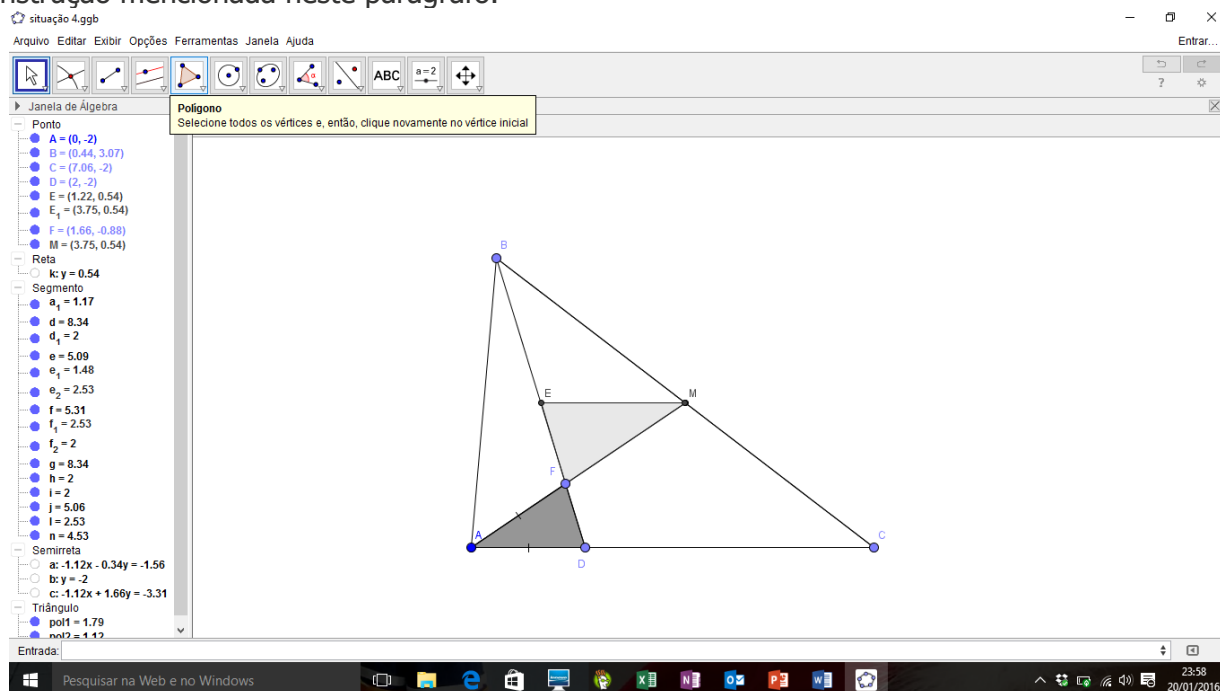 nstrução mencionada neste parágrafo.
situação 4.ggb
Arquivo Editar Exibir Opções Ferramentas Janela Ajuda
Entrar...
ABC
a=2
Janela de Álgebra
Polígono
Selecione todos os vértices e, então, clique novamente no vértice inicial
Ponto
A = (0, -2)
B = (0.44, 3.07)
C = (7.06, -2)
D = (2, -2)
E = (1.22, 0.54)
E₁ = (3.75, 0.54)
F = (1.66, -0.88)
M = (3.75, 0.54)
Reta
k: y = 0.54
Segmento
a₁ = 1.17
d = 8.34
d₁ = 2
e = 5.09
e₁ = 1.48
e₂ = 2.53
f = 5.31
f₁ = 2.53
f₂ = 2
g = 8.34
h = 2
i = 2
j = 5.06
l = 2.53
n = 4.53
Semirreta
a: -1.12x - 0.34y = -1.56
b: y = -2
c: -1.12x + 1.66y = -3.31
Triângulo
pol1 = 1.79
pol2 = 1.12
B
E
M
F
A
D
C
Entrada:
Pesquisar na Web e no Windows
23:58
20/01/2016